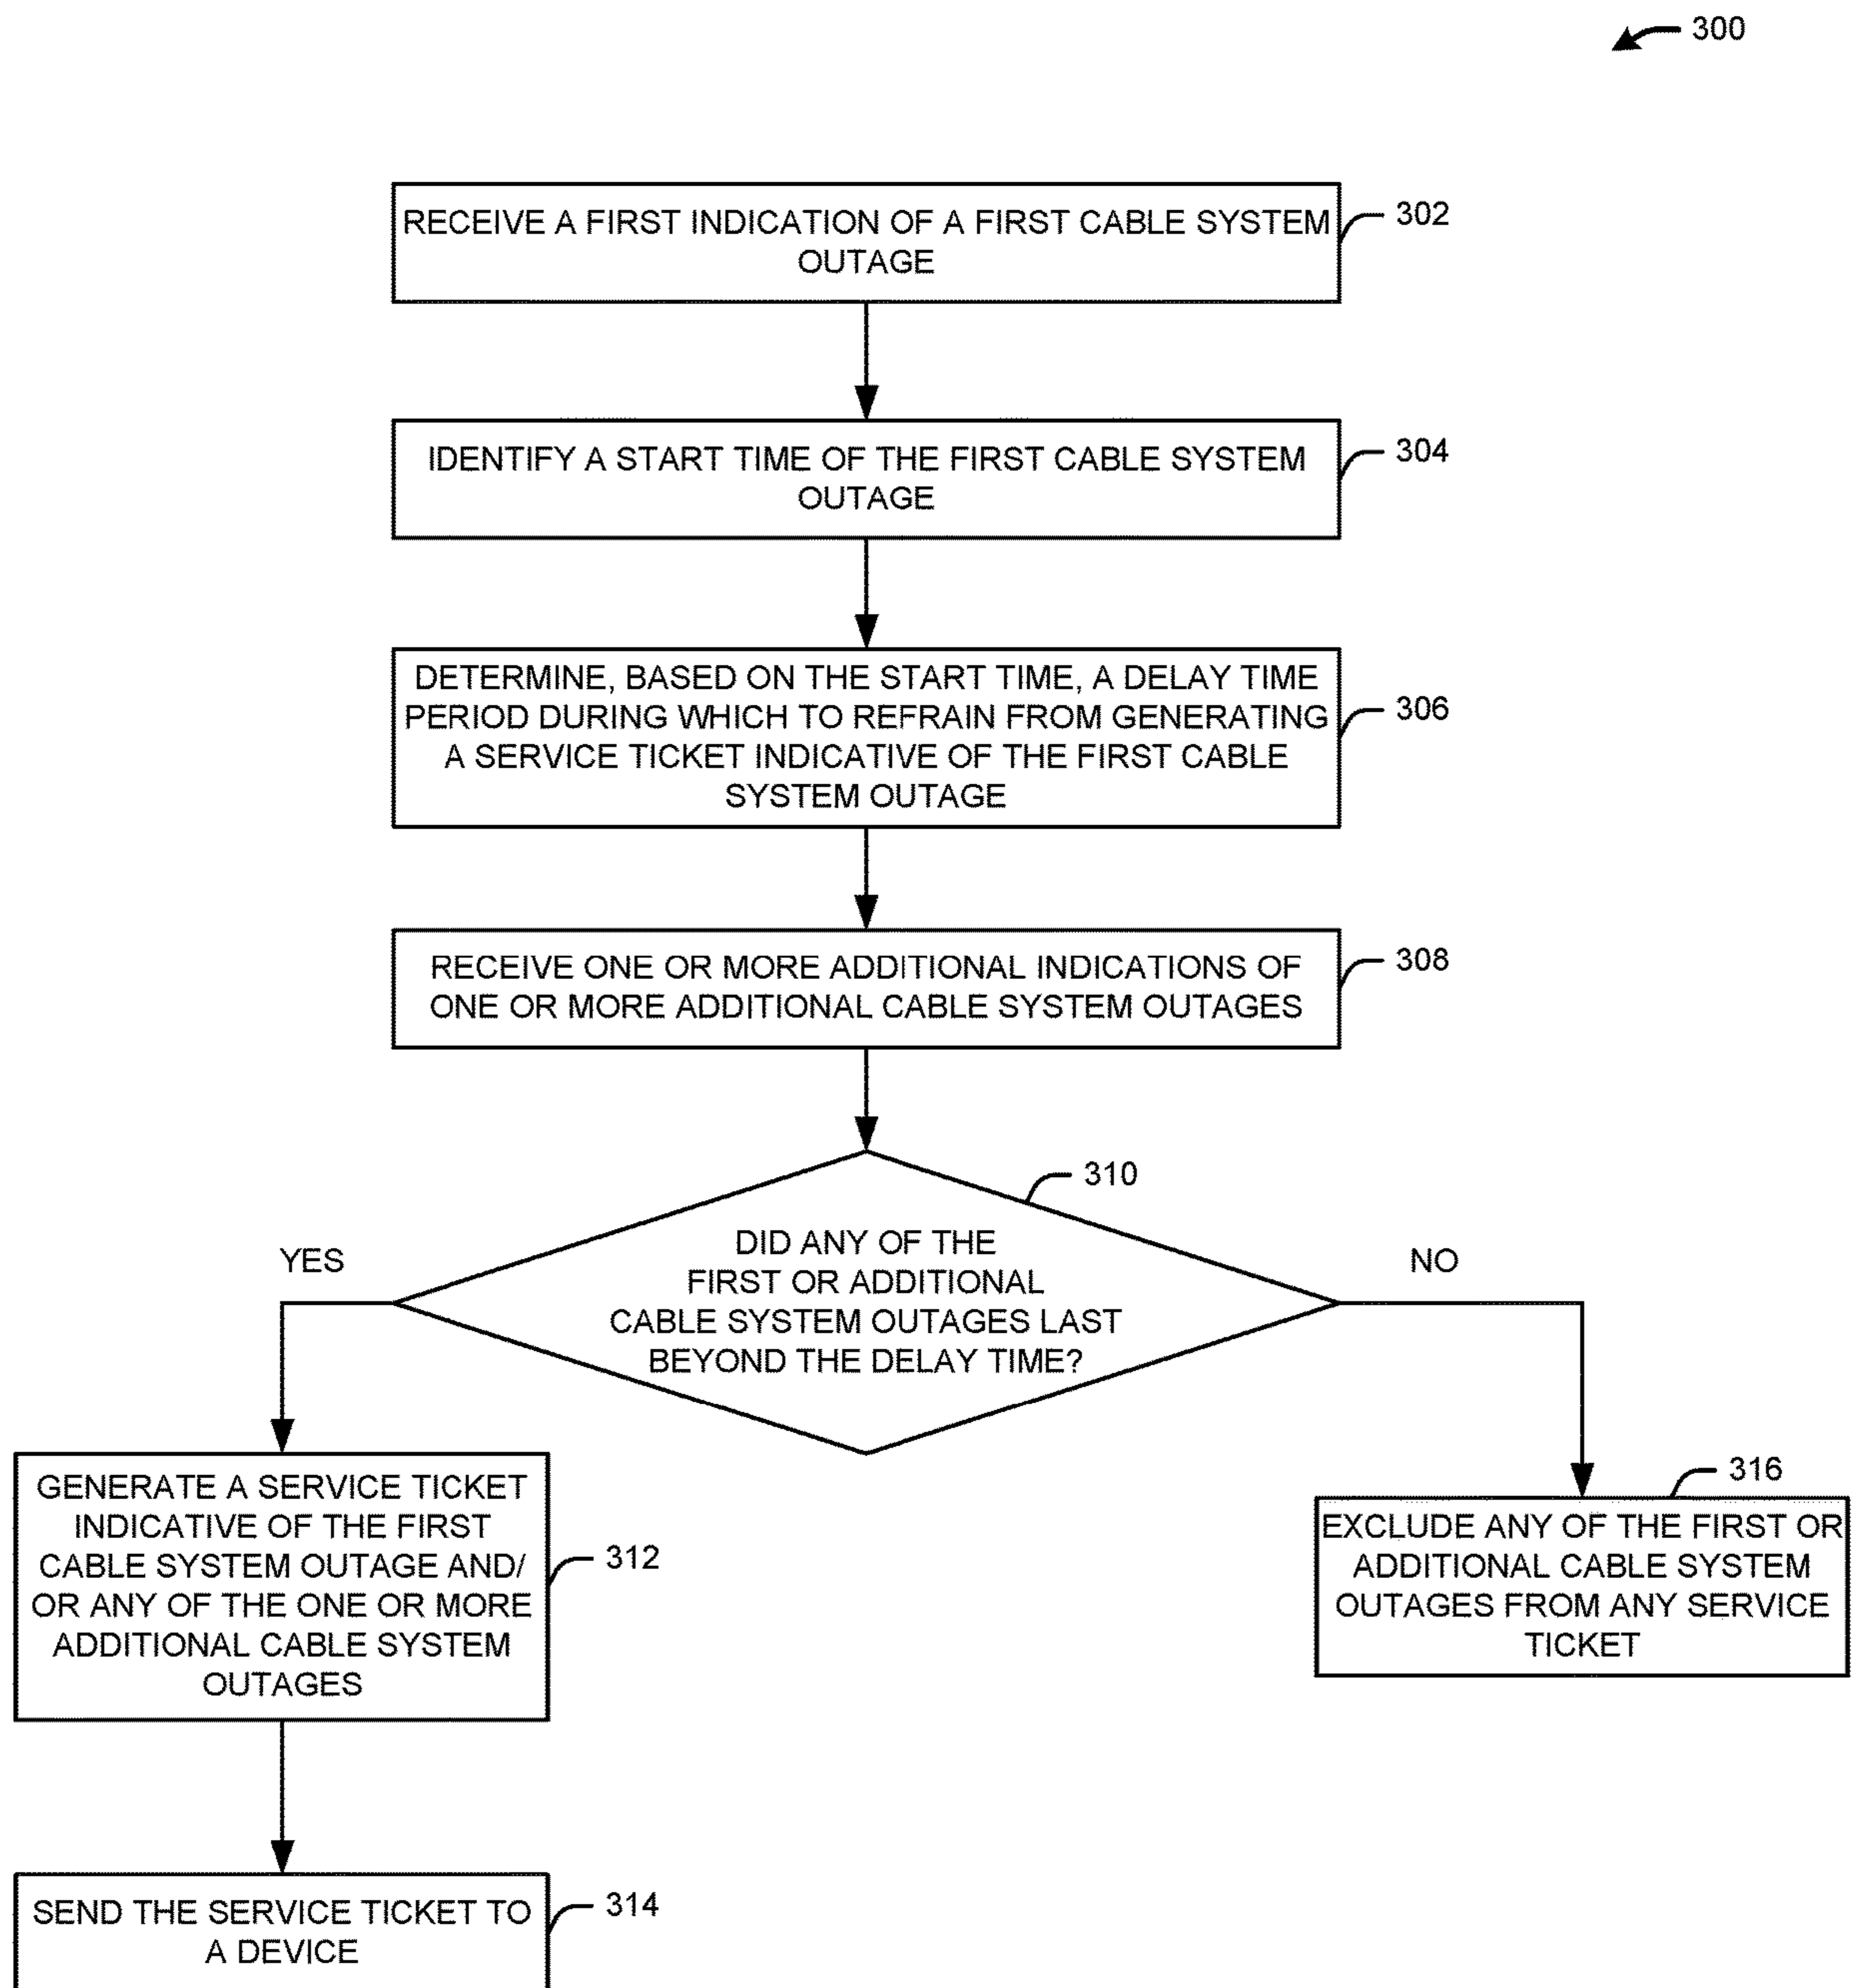 300
RECEIVE A FIRST INDICATION OF A FIRST CABLE SYSTEM
OUTAGE
302
IDENTIFY A START TIME OF THE FIRST CABLE SYSTEM
OUTAGE
304
DETERMINE, BASED ON THE START TIME, A DELAY TIME
PERIOD DURING WHICH TO REFRAIN FROM GENERATING
A SERVICE TICKET INDICATIVE OF THE FIRST CABLE
SYSTEM OUTAGE
306
RECEIVE ONE OR MORE ADDITIONAL INDICATIONS OF
ONE OR MORE ADDITIONAL CABLE SYSTEM OUTAGES
308
310
DID ANY OF THE
FIRST OR ADDITIONAL
CABLE SYSTEM OUTAGES LAST
BEYOND THE DELAY TIME?
YES
NO
GENERATE A SERVICE TICKET
INDICATIVE OF THE FIRST
CABLE SYSTEM OUTAGE AND/
OR ANY OF THE ONE OR MORE
ADDITIONAL CABLE SYSTEM
OUTAGES
312
316
EXCLUDE ANY OF THE FIRST OR
ADDITIONAL CABLE SYSTEM
OUTAGES FROM ANY SERVICE
TICKET
SEND THE SERVICE TICKET TO
A DEVICE
314